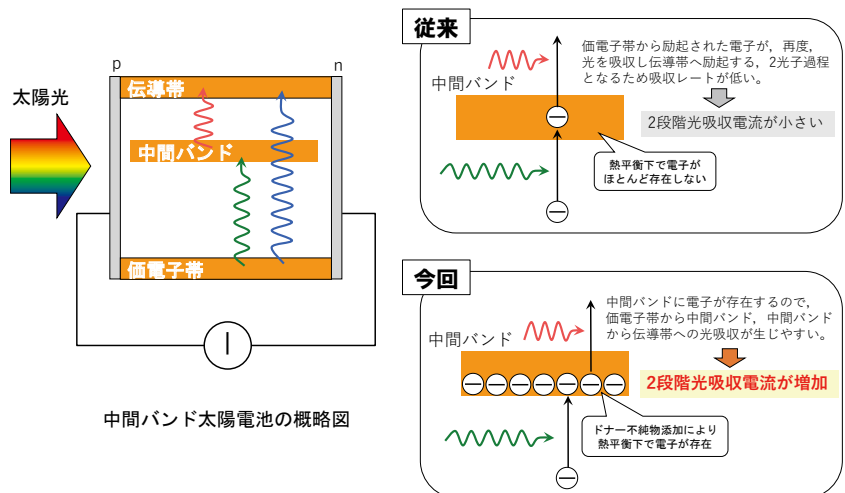 p
n
太陽光
伝導帯
中間バンド
価電子帯
I
中間バンド太陽電池の概略図
従来
中間バンド
価電子帯から励起された電子が，再度，
光を吸収し伝導帯へ励起する，2光子過程
となるため吸収レートが低い。
2段階光吸収電流が小さい
熱平衡下で電子が
ほとんど存在しない
今回
中間バンド
中間バンドに電子が存在するので，
価電子帯から中間バンド，中間バンド
から伝導帯への光吸収が生じやすい。
2段階光吸収電流が増加
ドナー不純物添加により
熱平衡下で電子が存在